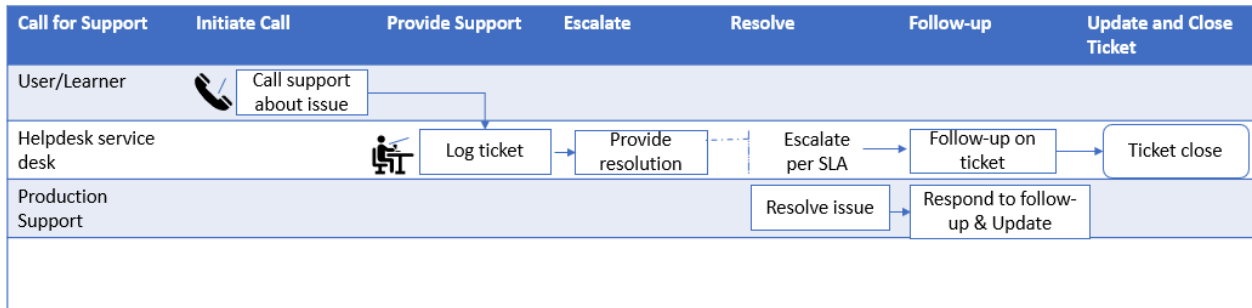 Call for Support
Initiate Call
Provide Support
Escalate
Resolve
Follow-up
Update and Close
Ticket
User/Learner
Call support
about issue
Helpdesk service
desk
Log ticket
Provide
resolution
Escalate
per SLA
Follow-up on
ticket
Ticket close
Production
Support
Resolve issue
Respond to follow-
up & Update